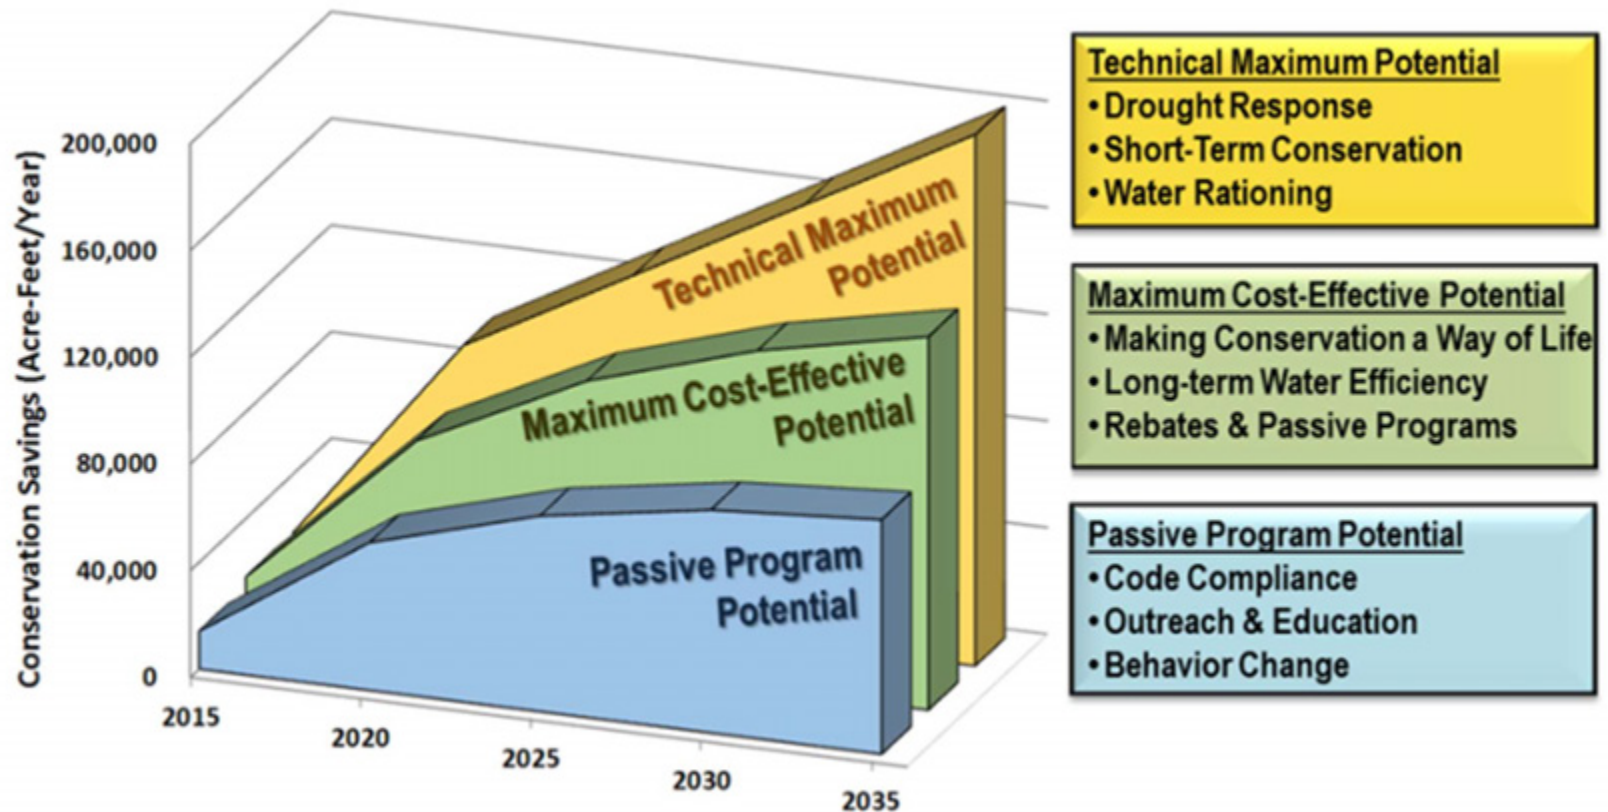 Conservation Savings (Acre-Feet/Year)
200,000
160,000
120,000
80,000
40,000
0
2015
2020
2025
2030
2035
Technical Maximum
Potential
Maximum Cost-Effective
Potential
Passive Program
Potential
Technical Maximum Potential
•Drought Response
•Short-Term Conservation
•Water Rationing
Maximum Cost-Effective Potential
•Making Conservation a Way of Life
•Long-term Water Efficiency
•Rebates & Passive Programs
Passive Program Potential
•Code Compliance
•Outreach & Education
•Behavior Change